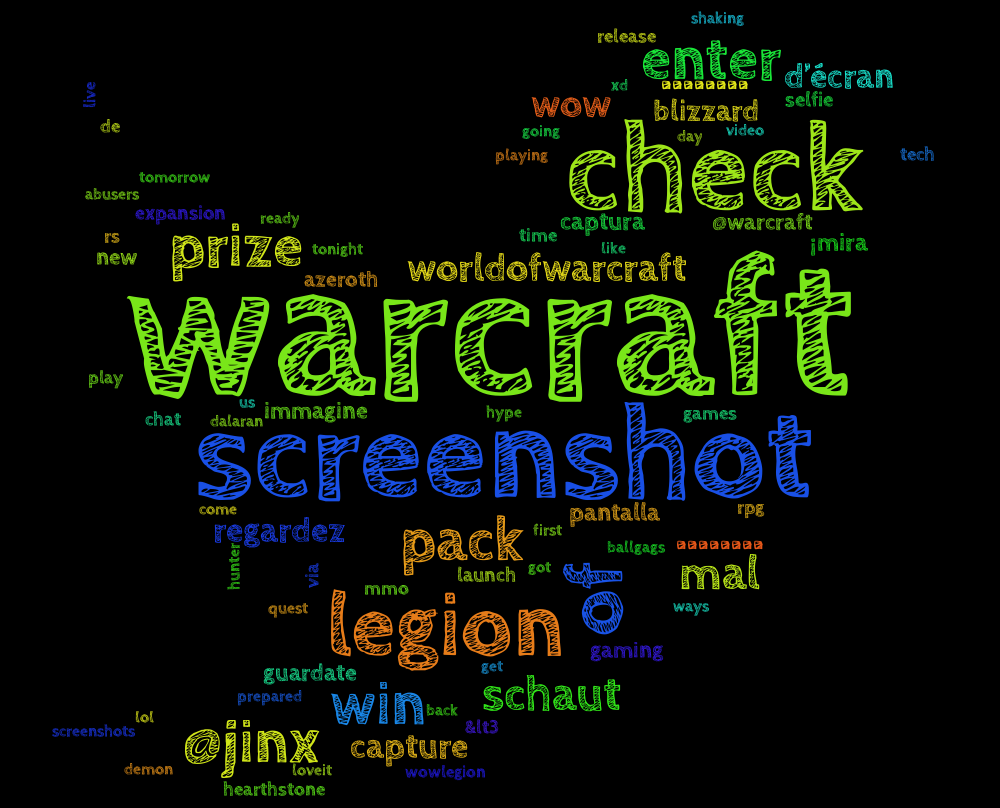 shaking
release
enter
d'écran
live
xd
wow
blizzard
selfie
de
going
day
video
check
playing
tech
tomorrow
abusers
expansion
ready
captura
@warcraft
rs
prize
tonight
time
like
¡mira
new
azeroth
worldofwarcraft
warcraft
play
us
chat
dalaran
immagine
hype
games
screenshot
come
pantalla
rpg
regardez
pack
first
hunter
via
launch
got
ballgags
mal
mmo
quest
legion
o
ways
gaming
guardate
get
prepared
win
back
schaut
screenshots
lol
@jinx
capture
&lt3
demon
loveit
wowlegion
hearthstone